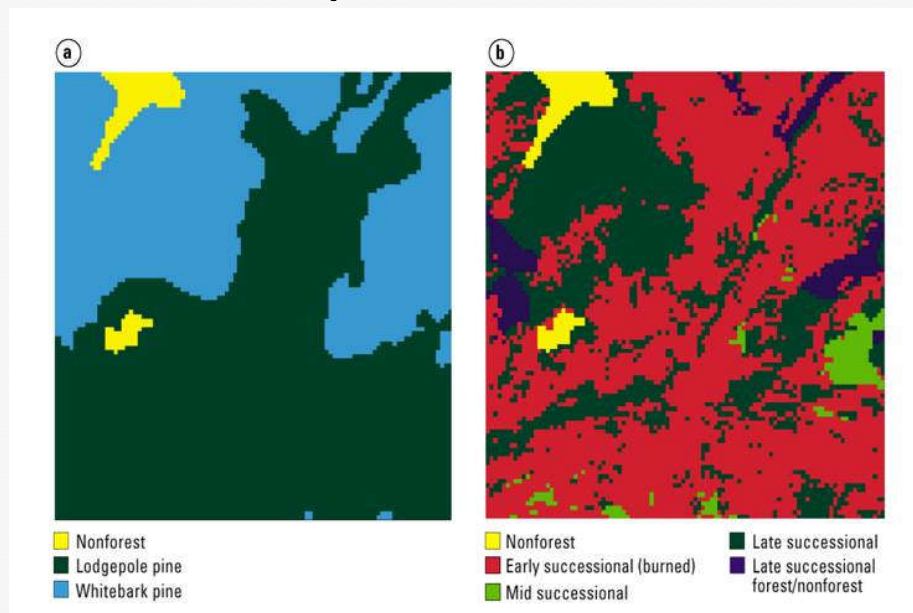 a
b
Nonforest
Lodgepole pine
Whitebark pine
Nonforest
Early successional (burned)
Mid successional
Late successional
Late successional
forest/nonforest